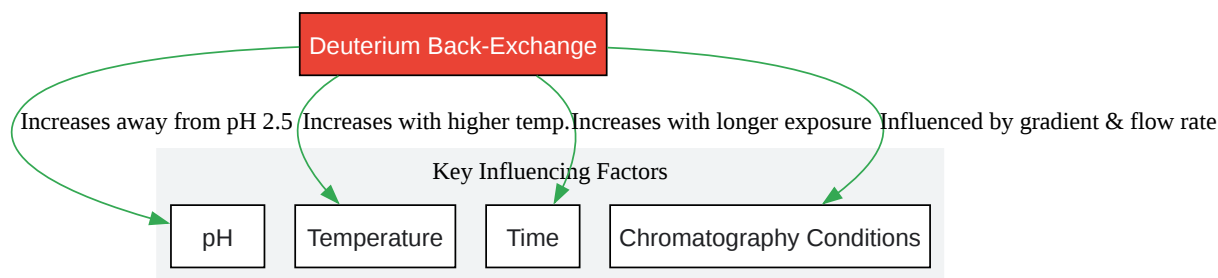 Deuterium Back-Exchange
Increases away from pH 2.5
Increases with higher temp.
Increases with longer exposure
Influenced by gradient & flow rate
Key Influencing Factors
pH
Temperature
Time
Chromatography Conditions